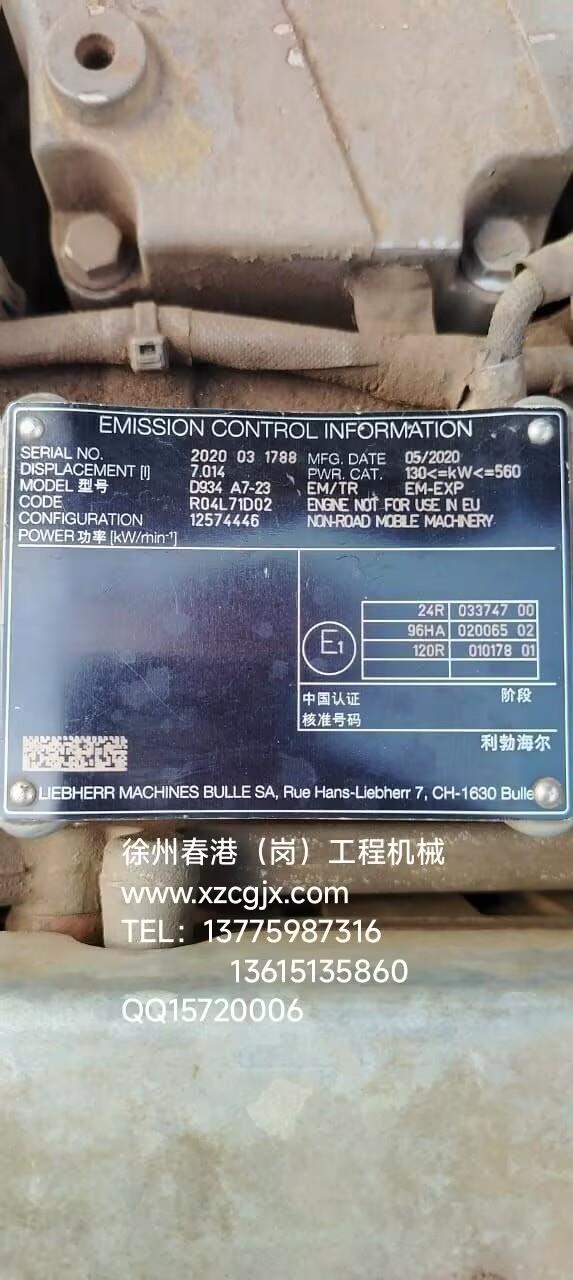 EMISSION CONTROL INFORMATION
SERIAL NO. 2020 03 1788 MFG. DATE 05/2020
DISPLACEMENT [l] 7.014 PWR. CAT. 130<=kW<=560
MODEL 型号 D934 A7-23 EM/TR EM-EXP
CODE R04L71D02 ENGINE NOT FOR USE IN EU
CONFIGURATION 12574446 NON-ROAD MOBILE MACHINERY
POWER 功率 [kW/min⁻¹]
E1
24R 033747 00
96HA 020065 02
120R 010178 01
中国认证 阶段
核准号码
利勃海尔
LIEBHERR MACHINES BULLE SA, Rue Hans-Liebherr 7, CH-1630 Bulle
徐州春港（岗）工程机械
www.xzcgjx.com
TEL：13775987316
13615135860
QQ15720006